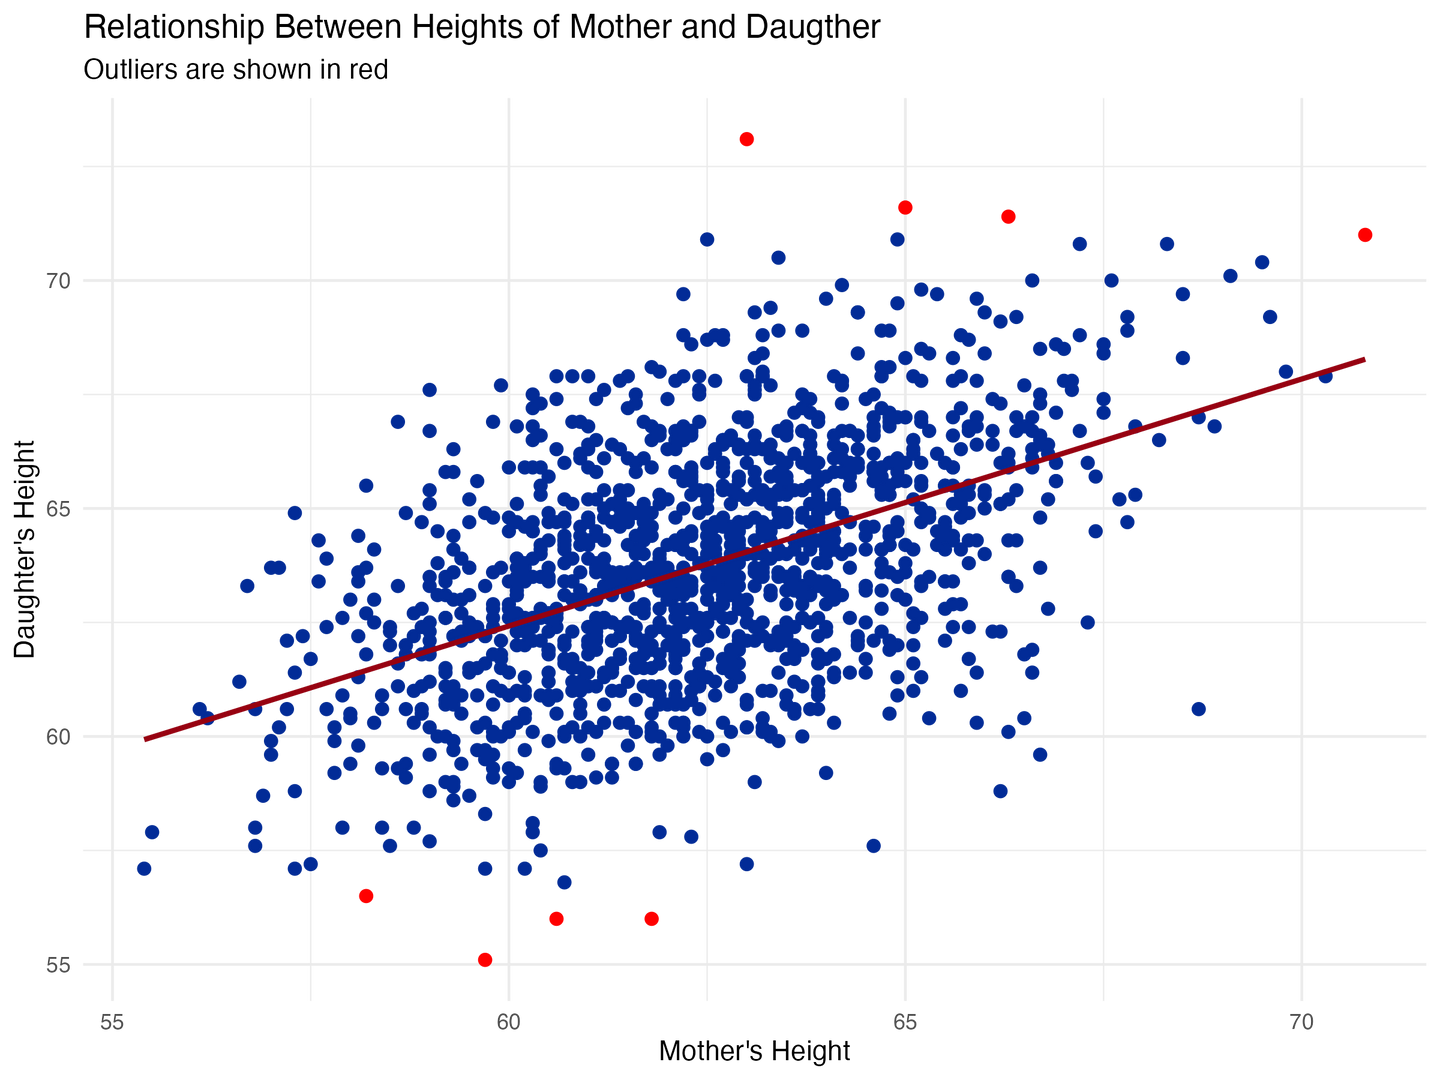 Relationship Between Heights of Mother and Daugther
Outliers are shown in red
Daughter's Height
70
65
60
55
55 60 65 70
Mother's Height